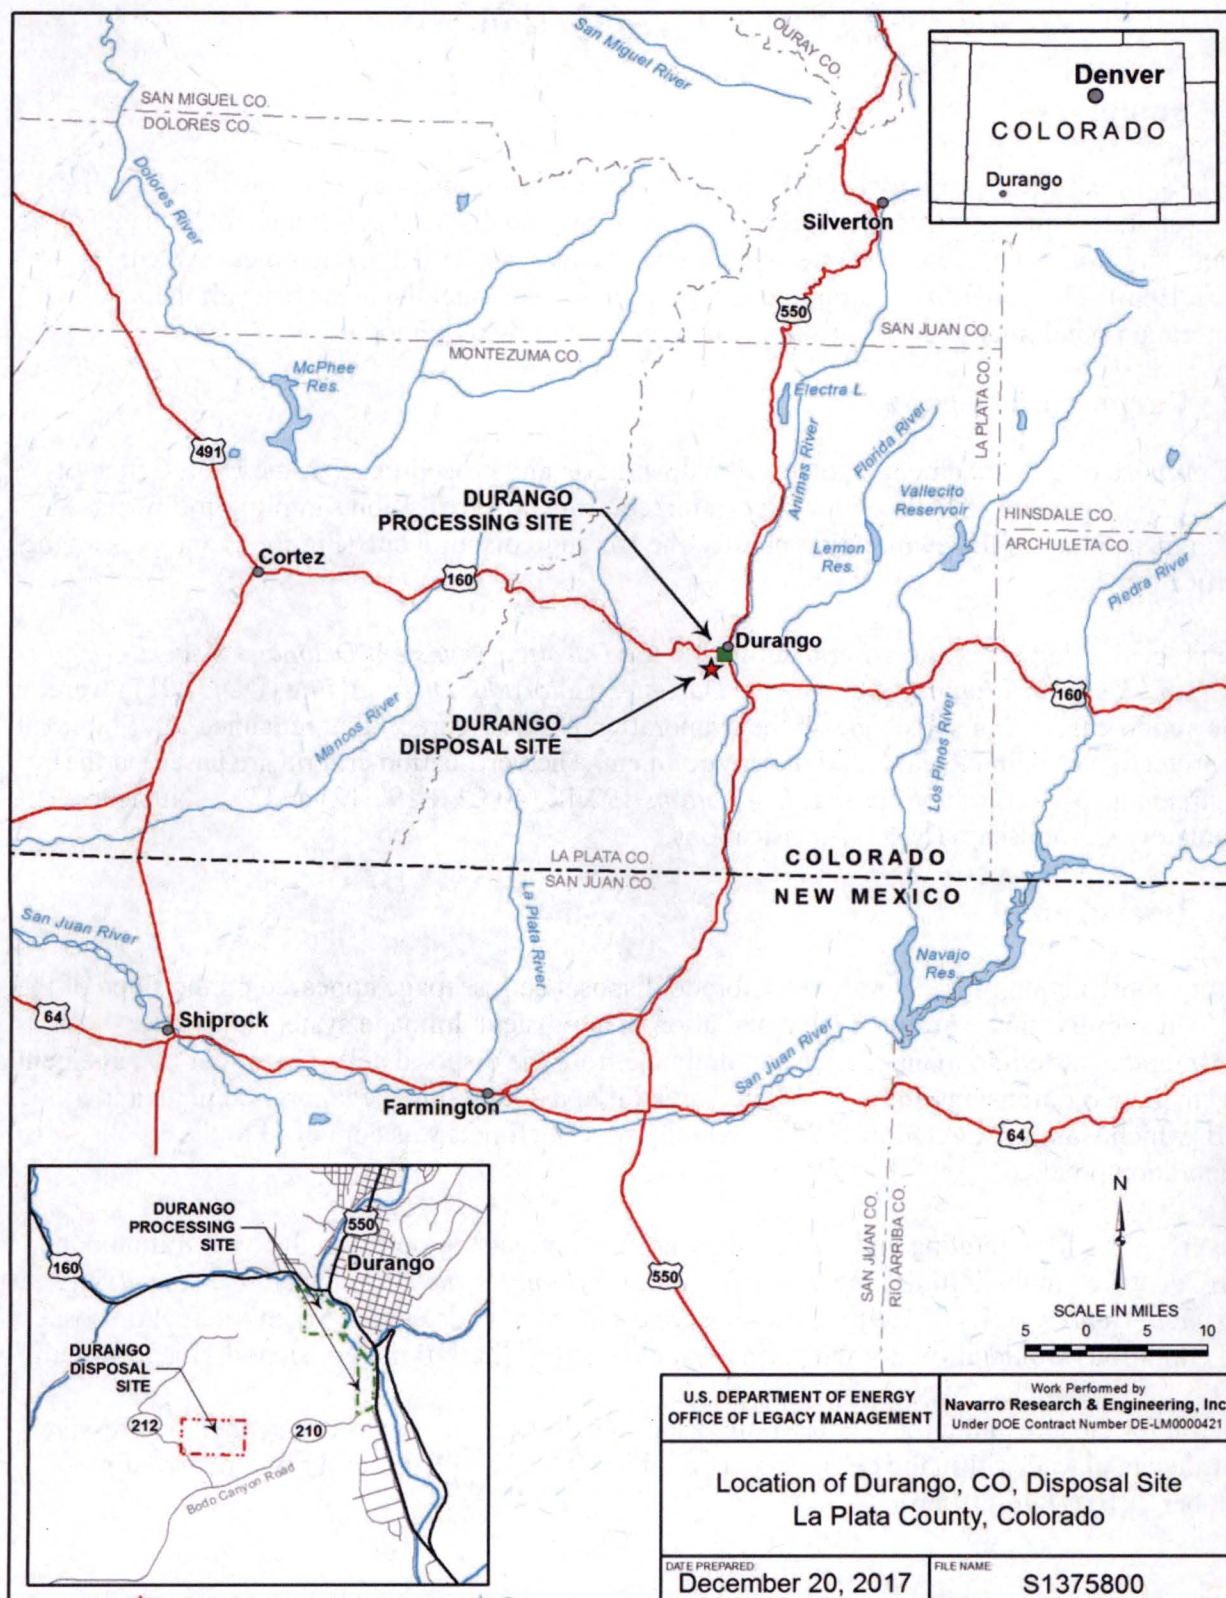 San Miguel River
OURAY CO.
SAN MIGUEL CO.
DOLORES CO.
Dolores River
Silverton
Denver
COLORADO
Durango
550
SAN JUAN CO.
LA PLATA CO.
MONTEZUMA CO.
McPhee
Res.
Electra L.
Animas River
Florida River
491
Vallecito
Reservoir
DURANGO
PROCESSING SITE
Lemon
Res.
HINSDALE CO.
ARCHULETA CO.
Piedra River
Cortez
160
Durango
160
Mancos River
DURANGO
DISPOSAL SITE
Los Pinos River
LA PLATA CO.
SAN JUAN CO.
COLORADO
NEW MEXICO
La Plata River
San Juan River
Navajo
Res.
64
Shiprock
San Juan River
Farmington
64
550
SAN JUAN CO.
RIO ARRIBA CO.
N
SCALE IN MILES
5 0 5 10
DURANGO
PROCESSING
SITE
550
Durango
160
DURANGO
DISPOSAL
SITE
212
210
Bodo Canyon Road
U.S. DEPARTMENT OF ENERGY
OFFICE OF LEGACY MANAGEMENT
Work Performed by
Navarro Research & Engineering, Inc
Under DOE Contract Number DE-LM0000421
Location of Durango, CO, Disposal Site
La Plata County, Colorado
DATE PREPARED:
December 20, 2017
FILE NAME:
S1375800